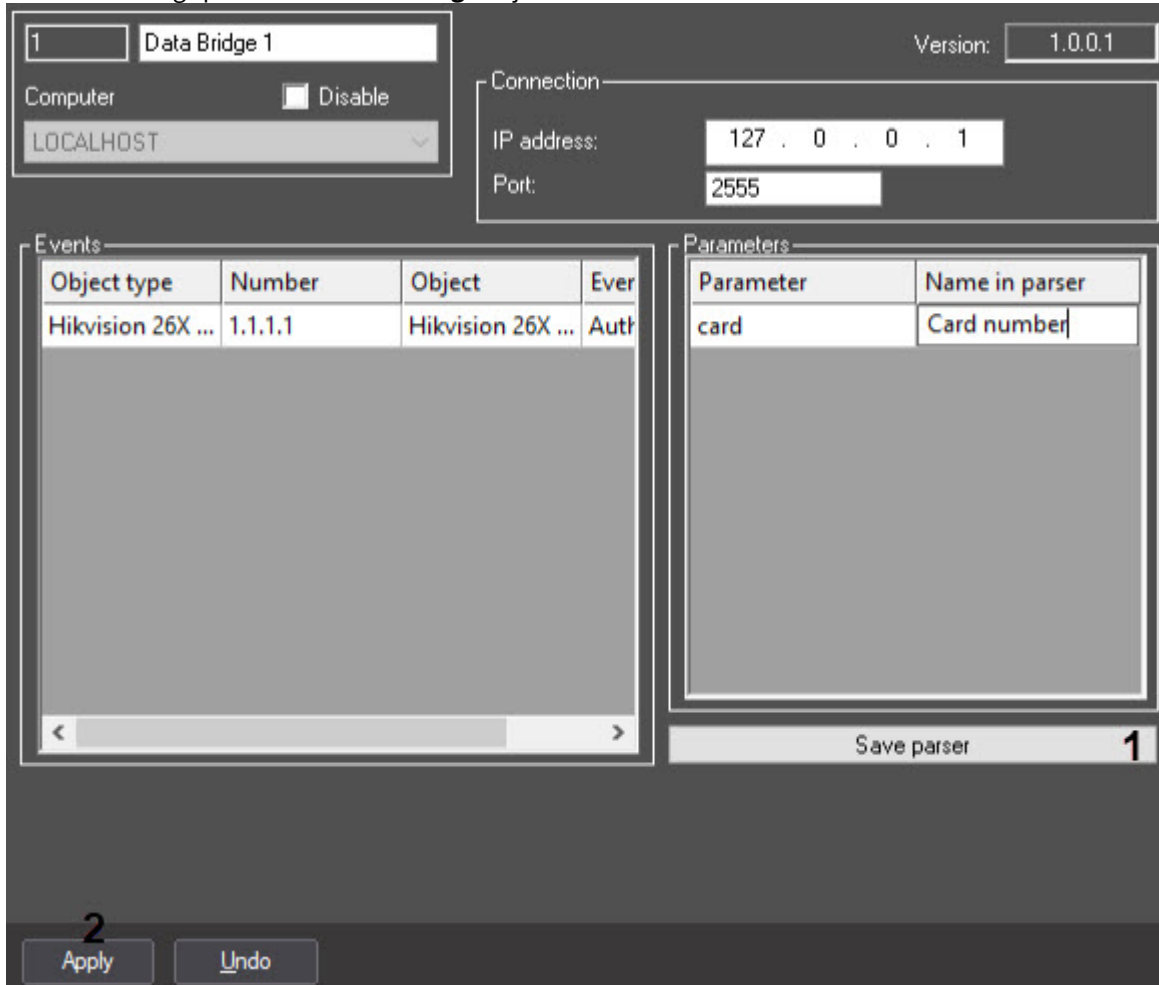 1 Data Bridge 1
Version: 1.0.0.1
Computer Disable
LOCALHOST
Connection
IP address: 127 . 0 . 0 . 1
Port: 2555
Events
Object type Number Object Ever
Hikvision 26X ... 1.1.1.1 Hikvision 26X ... Auth
Parameters
Parameter Name in parser
card Card number
Save parser 1
2
Apply Undo